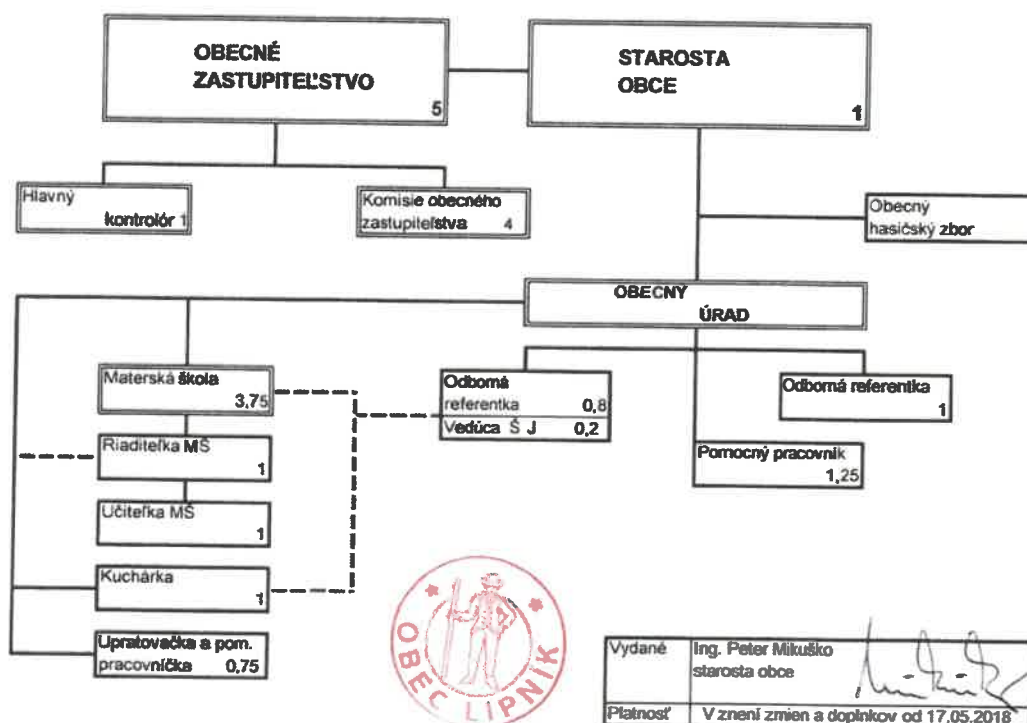 OBECNÉ
ZASTUPITEĽSTVO
5
STAROSTA
OBCE
1
Hlavný
kontrolór 1
Komisie obecného
zastupiteľstva 4
Obecný
hasičský zbor
OBECNÝ
ÚRAD
Materská škola
3,75
Odborná
referentka 0,8
Vedúca Š J 0,2
Odborná referentka
1
Riaditeľka MŠ
1
Pomocný pracovník
1,25
Učiteľka MŠ
1
Kuchárka
1
Upratovačka a pom.
pracovníčka 0,75
OBEC LIPNÍK
Vydané Ing. Peter Mikuško
starosta obce
Platnosť V znení zmien a doplnkov od 17.05.2018